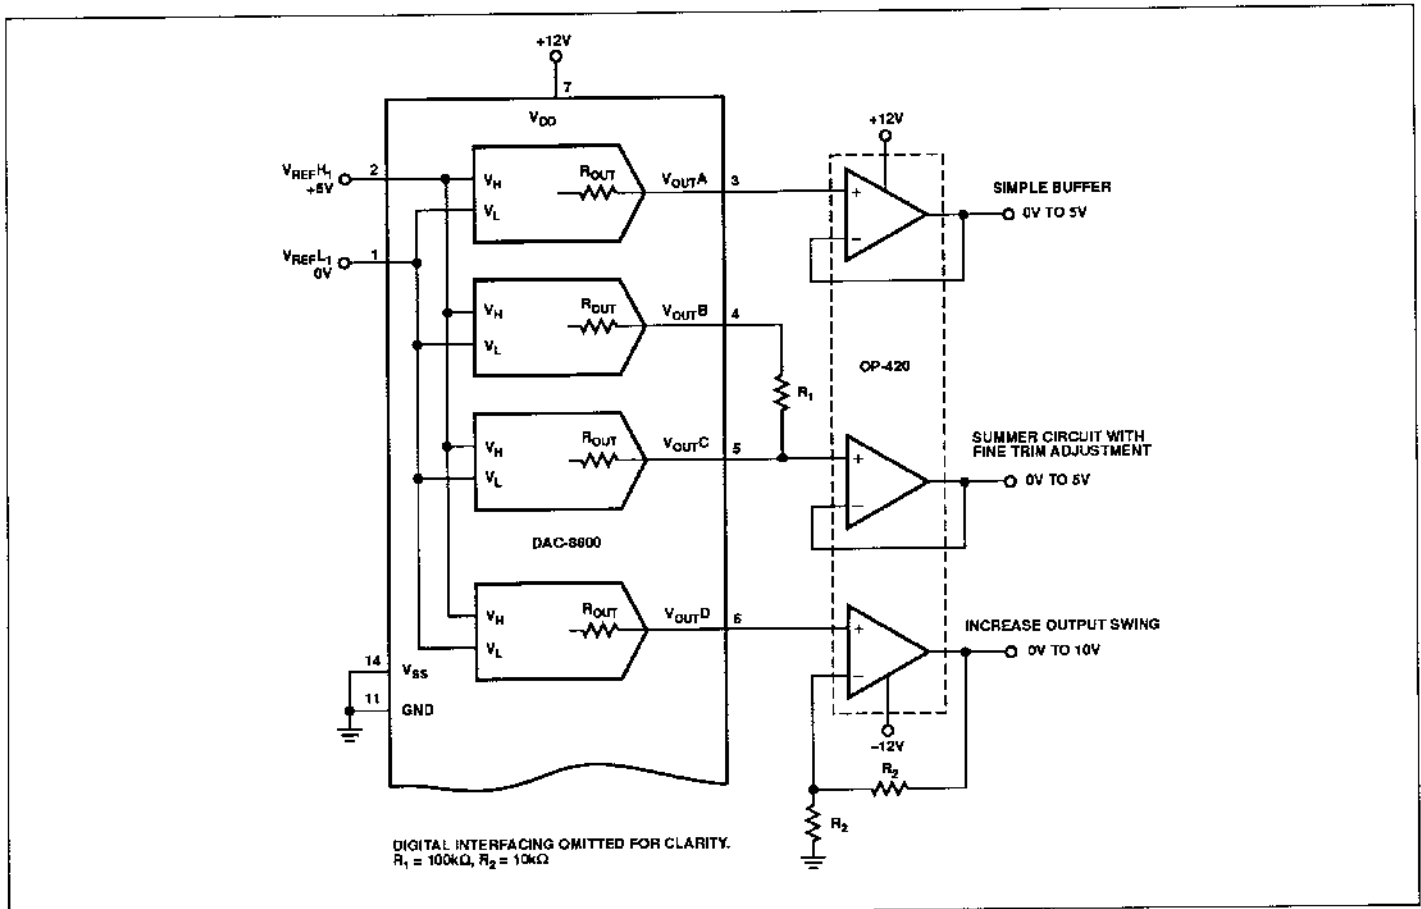 +12V
7
VDD
VREFH1
+5V
2
VH
VL
ROUT
VOUTA
3
+12V
+
−
SIMPLE BUFFER
0V TO 5V
VREFL1
0V
1
VH
VL
ROUT
VOUTB
4
R1
OP-420
VH
VL
ROUT
VOUTC
5
+
−
SUMMER CIRCUIT WITH
FINE TRIM ADJUSTMENT
0V TO 5V
DAC-8800
VH
VL
ROUT
VOUTD
6
+
−
−12V
INCREASE OUTPUT SWING
0V TO 10V
14
VSS
11
GND
R2
R2
DIGITAL INTERFACING OMITTED FOR CLARITY.
R1 = 100kΩ, R2 = 10kΩ